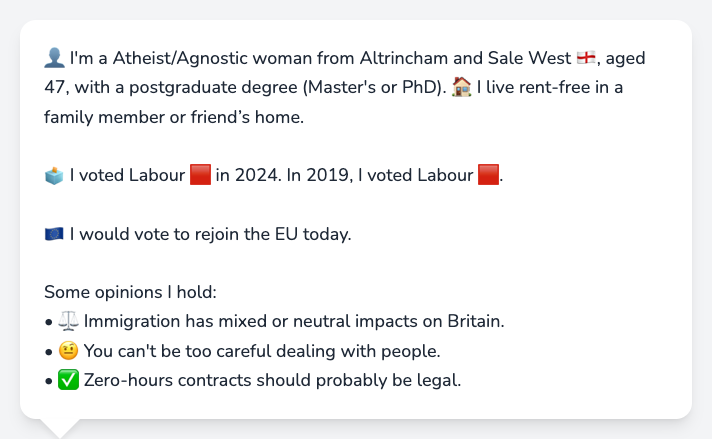 👤 I'm a Atheist/Agnostic woman from Altrincham and Sale West 🏴󠁧󠁢󠁥󠁮󠁧󠁿, aged
47, with a postgraduate degree (Master's or PhD). 🏠 I live rent-free in a
family member or friend’s home.
🗳️ I voted Labour 🟥 in 2024. In 2019, I voted Labour 🟥.
🇪🇺 I would vote to rejoin the EU today.
Some opinions I hold:
• ⚖️ Immigration has mixed or neutral impacts on Britain.
• 🤨 You can't be too careful dealing with people.
• ✅ Zero-hours contracts should probably be legal.